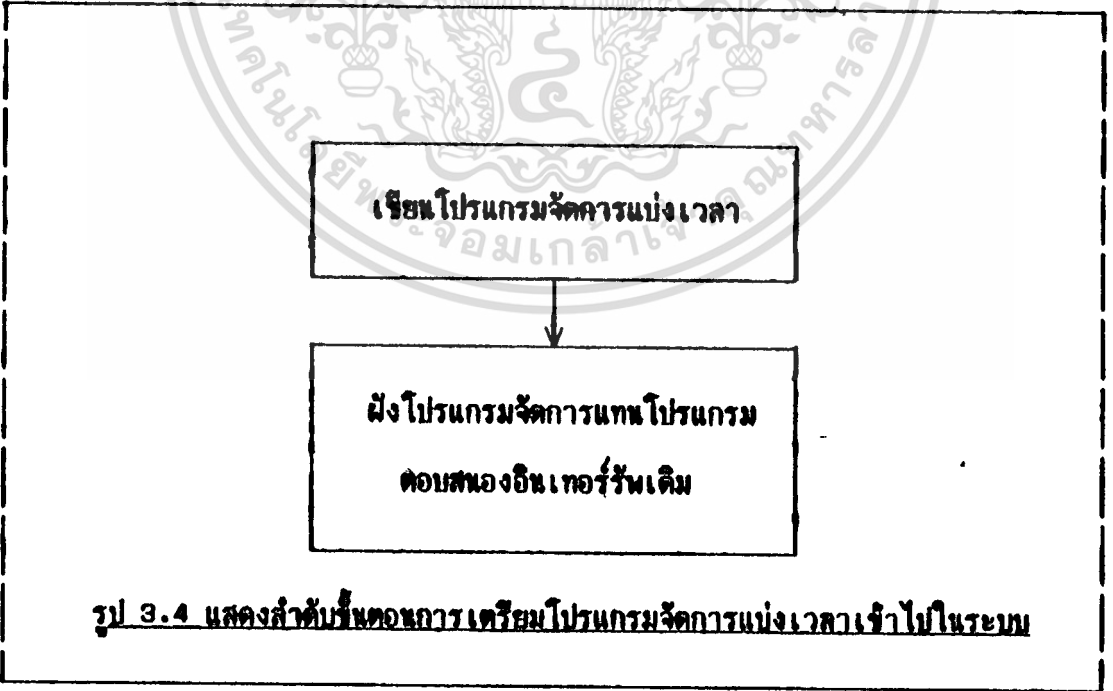 เขียนโปรแกรมจัดการแบ่งเวลา
ฝังโปรแกรมจัดการแทนโปรแกรม
ตอบสนองอินเทอร์รัพเดิม
รูป 3.4 แสดงลำดับขั้นตอนการเตรียมโปรแกรมจัดการแบ่งเวลาเข้าไปในระบบ